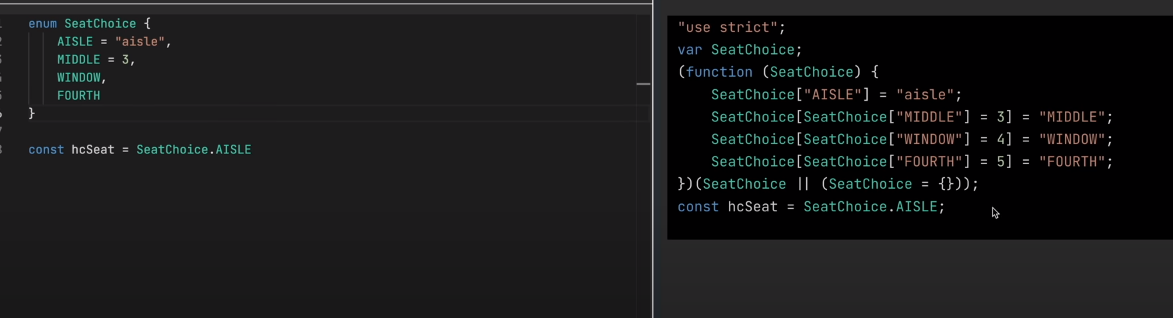 enum SeatChoice {
AISLE = "aisle",
MIDDLE = 3,
WINDOW,
FOURTH
}
const hcSeat = SeatChoice.AISLE
"use strict";
var SeatChoice;
(function (SeatChoice) {
SeatChoice["AISLE"] = "aisle";
SeatChoice[SeatChoice["MIDDLE"] = 3] = "MIDDLE";
SeatChoice[SeatChoice["WINDOW"] = 4] = "WINDOW";
SeatChoice[SeatChoice["FOURTH"] = 5] = "FOURTH";
})(SeatChoice || (SeatChoice = {}));
const hcSeat = SeatChoice.AISLE;